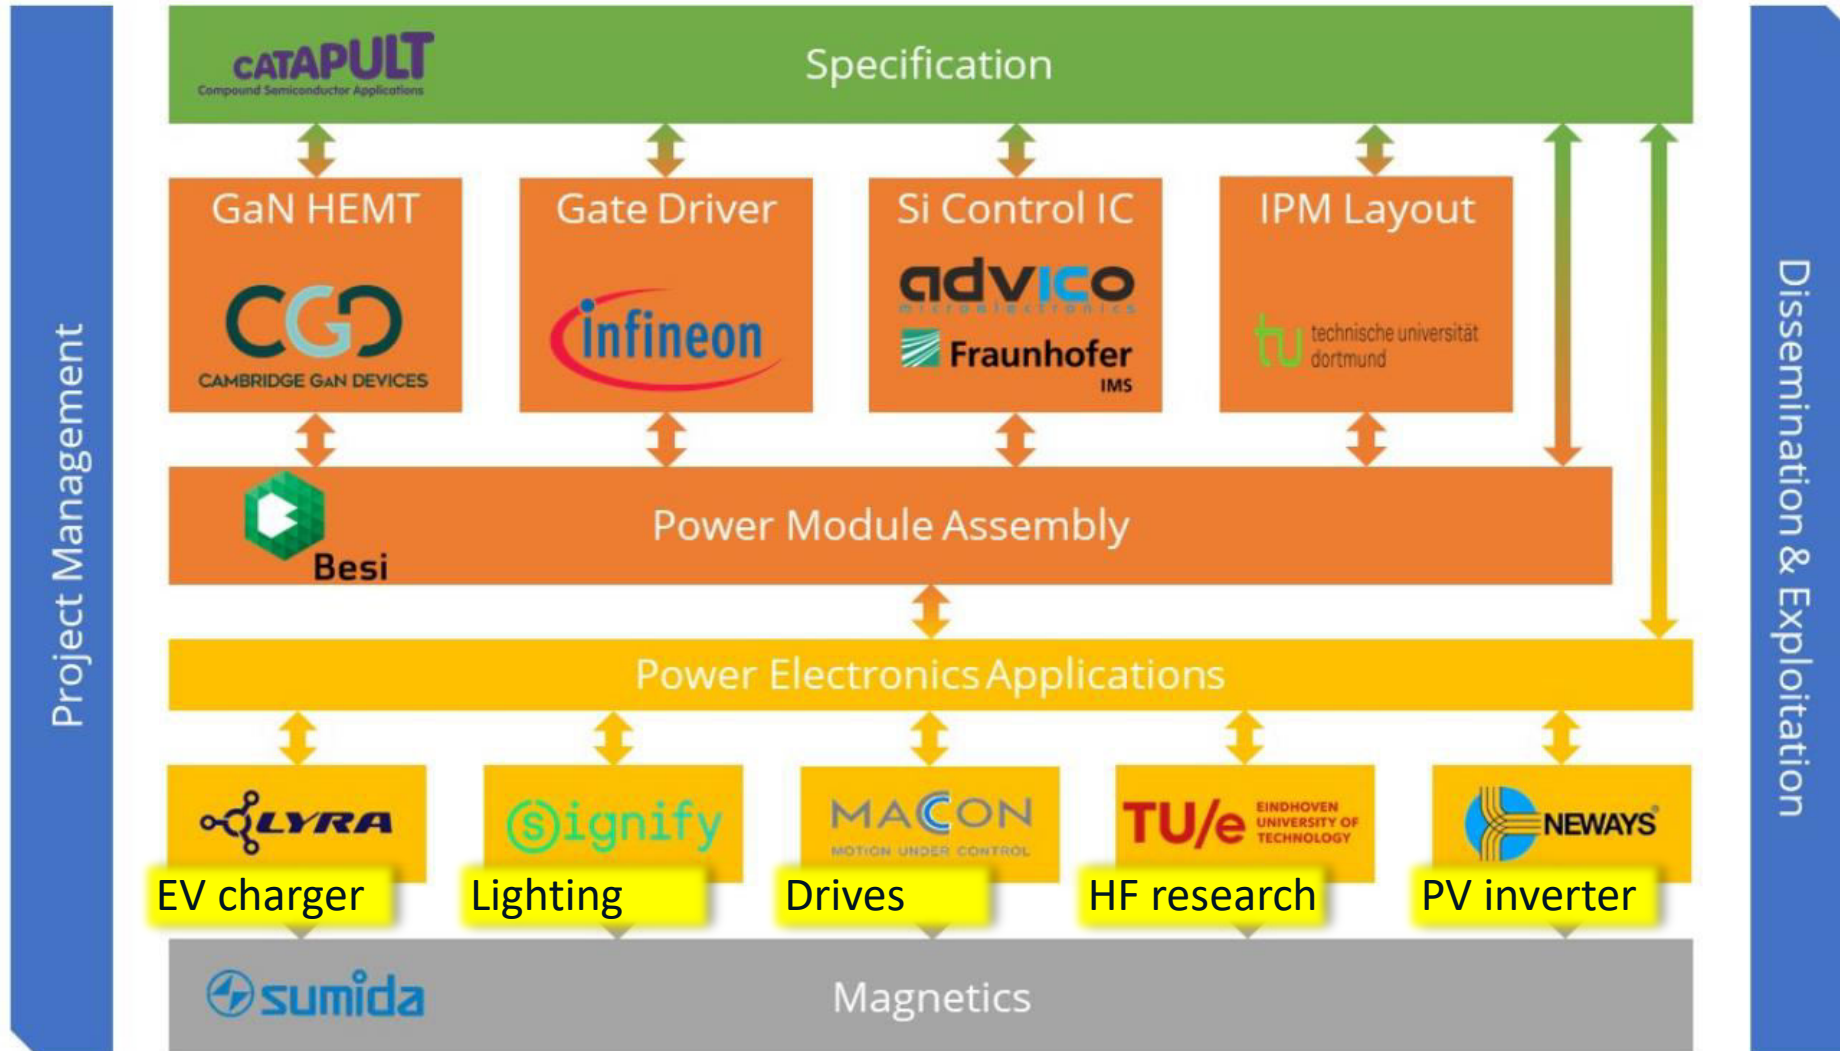 Project Management
CATAPULT
Compound Semiconductor Applications
Specification
GaN HEMT
CGD
CAMBRIDGE GaN DEVICES
Gate Driver
infineon
Si Control IC
advico
microelectronics
Fraunhofer
IMS
IPM Layout
tu technische universität
dortmund
Besi
Power Module Assembly
Power Electronics Applications
LYRA
EV charger
Signify
Lighting
MACCON
MOTION UNDER CONTROL
Drives
TU/e
EINDHOVEN
UNIVERSITY OF
TECHNOLOGY
HF research
NEWAYS®
PV inverter
sumida
Magnetics
Dissemination & Exploitation